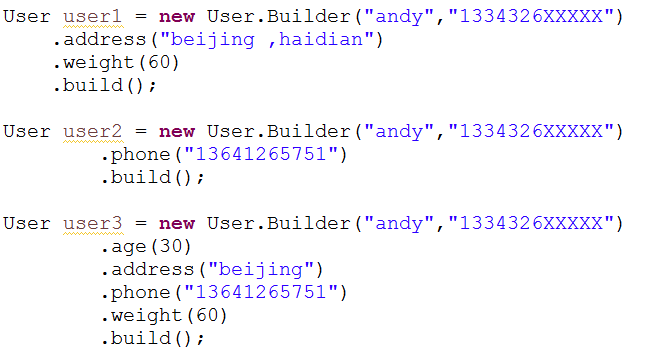 User user1 = new User.Builder("andy","1334326XXXXX")
.address("beijing ,haidian")
.weight(60)
.build();
User user2 = new User.Builder("andy","1334326XXXXX")
.phone("13641265751")
.build();
User user3 = new User.Builder("andy","1334326XXXXX")
.age(30)
.address("beijing")
.phone("13641265751")
.weight(60)
.build();